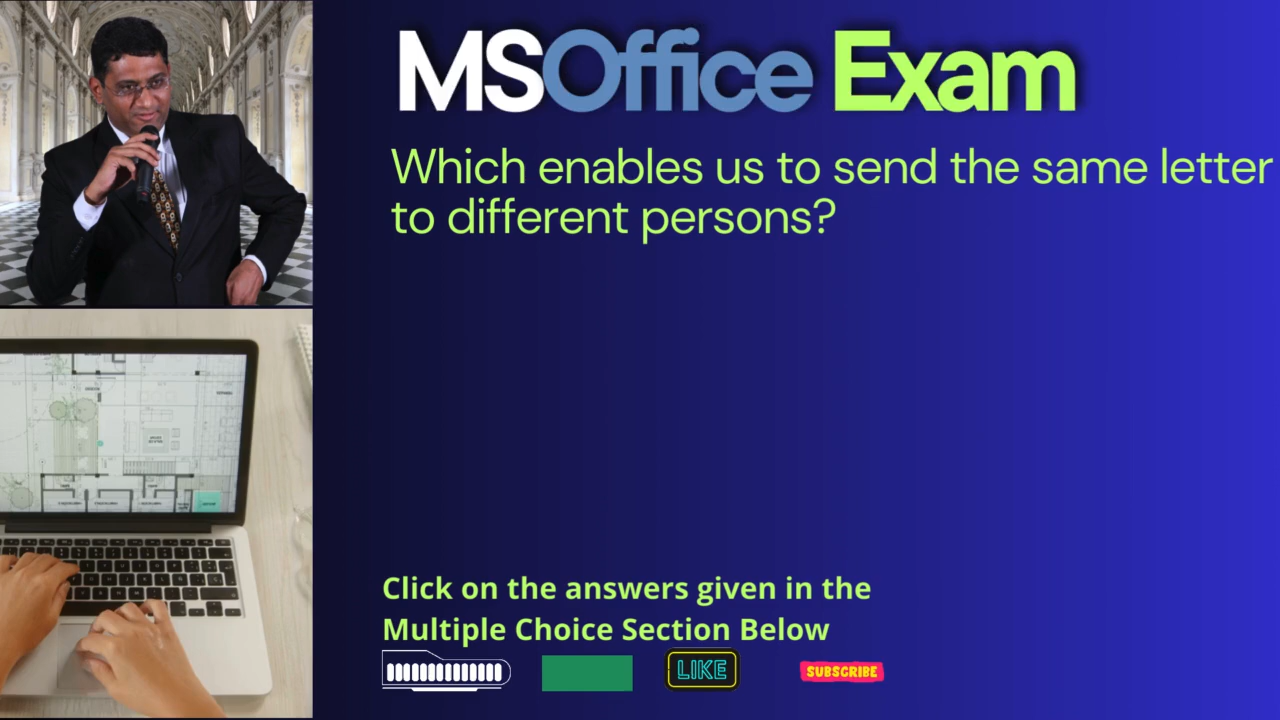 MSOffice Exam
Which enables us to send the same letter
to different persons?
Click on the answers given in the
Multiple Choice Section Below
LIKE
SUBSCRIBE